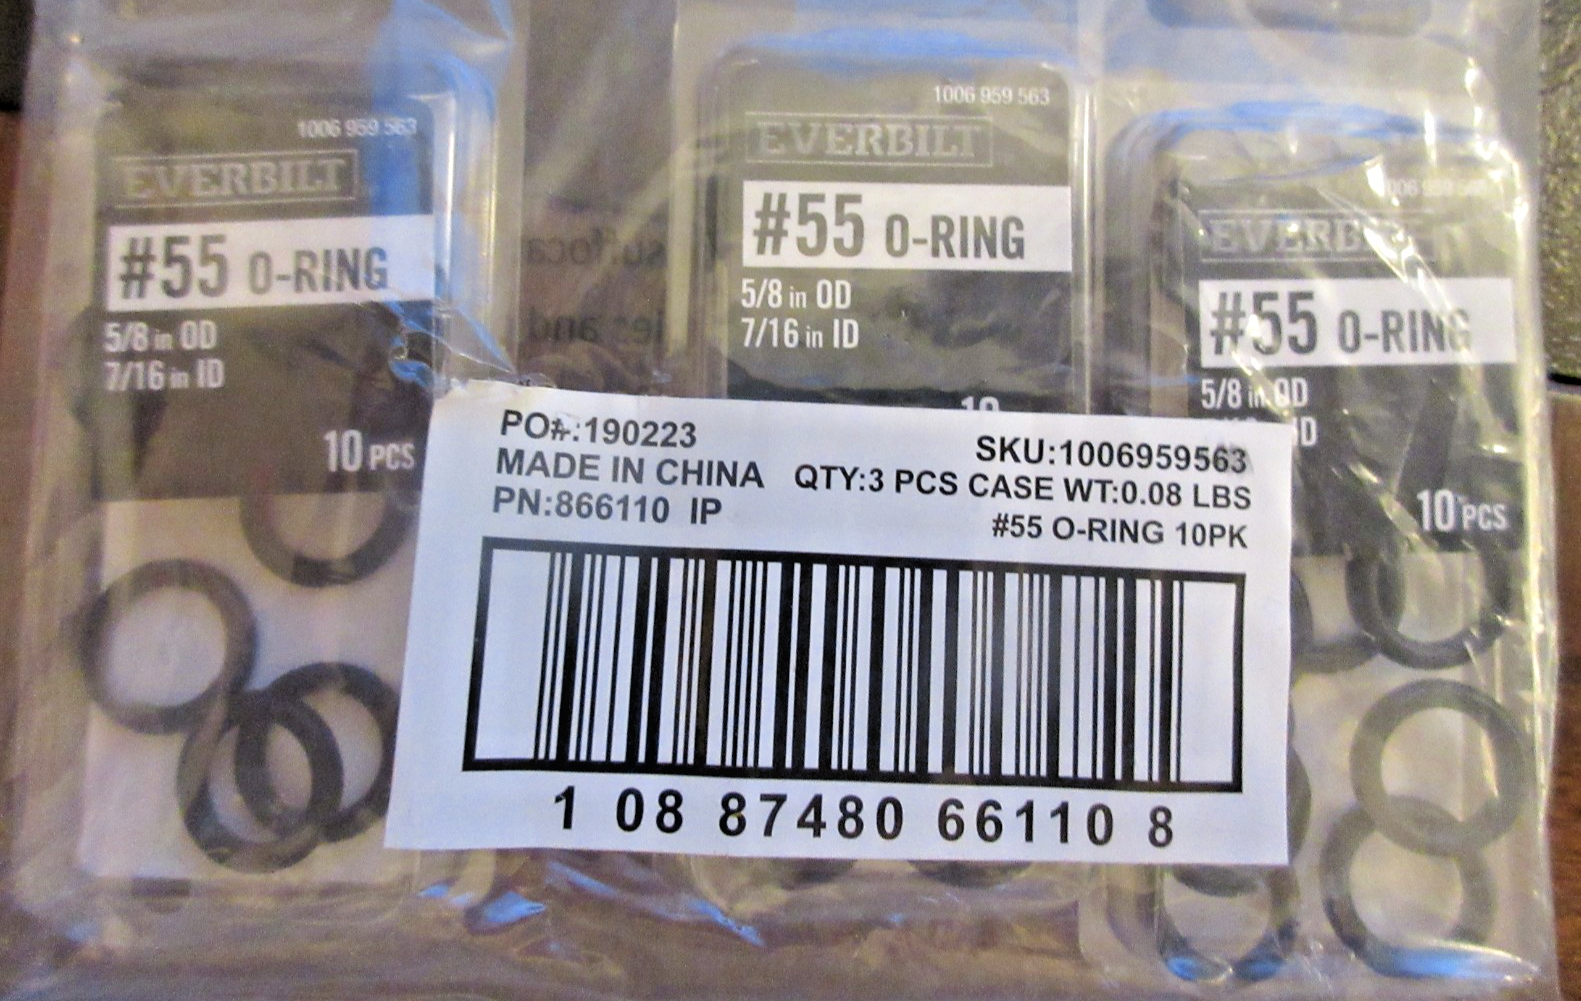 1006 959 563
EVERBILT
#55 O-RING
5/8 in OD
7/16 in ID
10 PCS
1006 959 563
EVERBILT
#55 O-RING
5/8 in OD
7/16 in ID
10
EVERBILT
#55 O-RING
5/8 in OD
ID
10 PCS
PO#:190223
MADE IN CHINA
PN:866110 IP
SKU:1006959563
QTY:3 PCS CASE WT:0.08 LBS
#55 O-RING 10PK
1 08 87480 66110 8